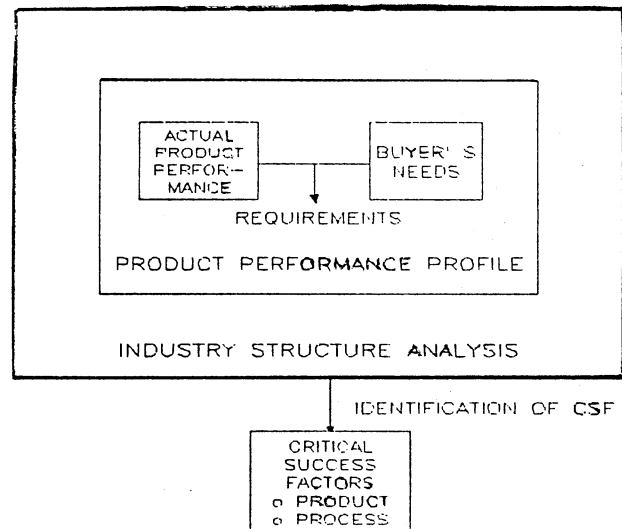 ACTUAL
PRODUCT
PERFOR-
MANCE
BUYER'S
NEEDS
REQUIREMENTS
PRODUCT PERFORMANCE PROFILE
INDUSTRY STRUCTURE ANALYSIS
IDENTIFICATION OF CSF
CRITICAL
SUCCESS
FACTORS
o PRODUCT
o PROCESS